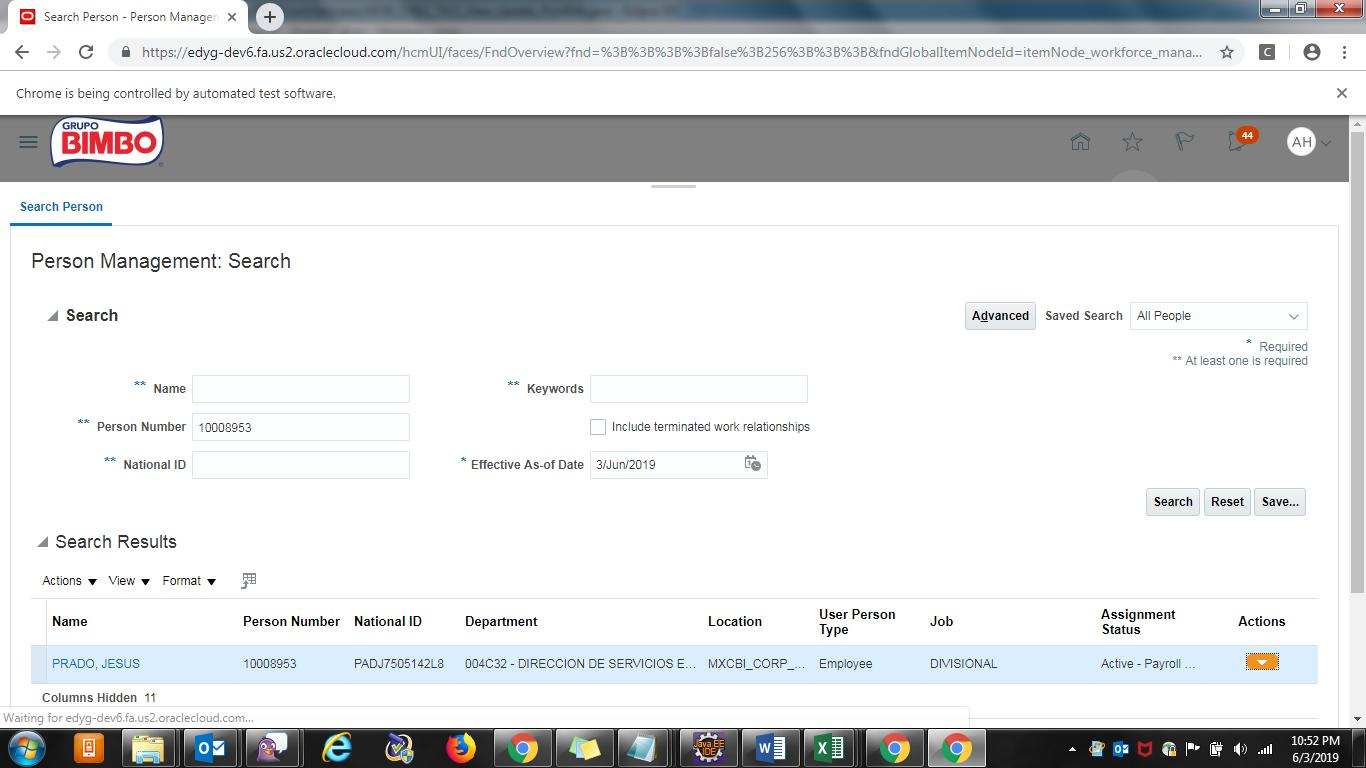 Search Person - Person Manager
https://edyg-dev6.fa.us2.oraclecloud.com/hcmUI/faces/FndOverview?fnd=%3B%3B%3B%3Bfalse%3B256%3B%3B%3B&fndGlobalItemNodeId=itemNode_workforce_mana...
C
Chrome is being controlled by automated test software.
GRUPO
BIMBO
44
AH
Search Person
Person Management: Search
Search
Advanced Saved Search All People
* Required
** At least one is required
** Name
** Keywords
** Person Number 10008953
Include terminated work relationships
** National ID
* Effective As-of Date 3/Jun/2019
Search Reset Save...
Search Results
Actions View Format
Name Person Number National ID Department Location User Person Type Job Assignment Status Actions
PRADO, JESUS 10008953 PADJ7505142L8 004C32 - DIRECCION DE SERVICIOS E... MXCBI_CORP_... Employee DIVISIONAL Active - Payroll ...
Columns Hidden 11
Waiting for edyg-dev6.fa.us2.oraclecloud.com...
Java EE
IDE
10:52 PM
6/3/2019